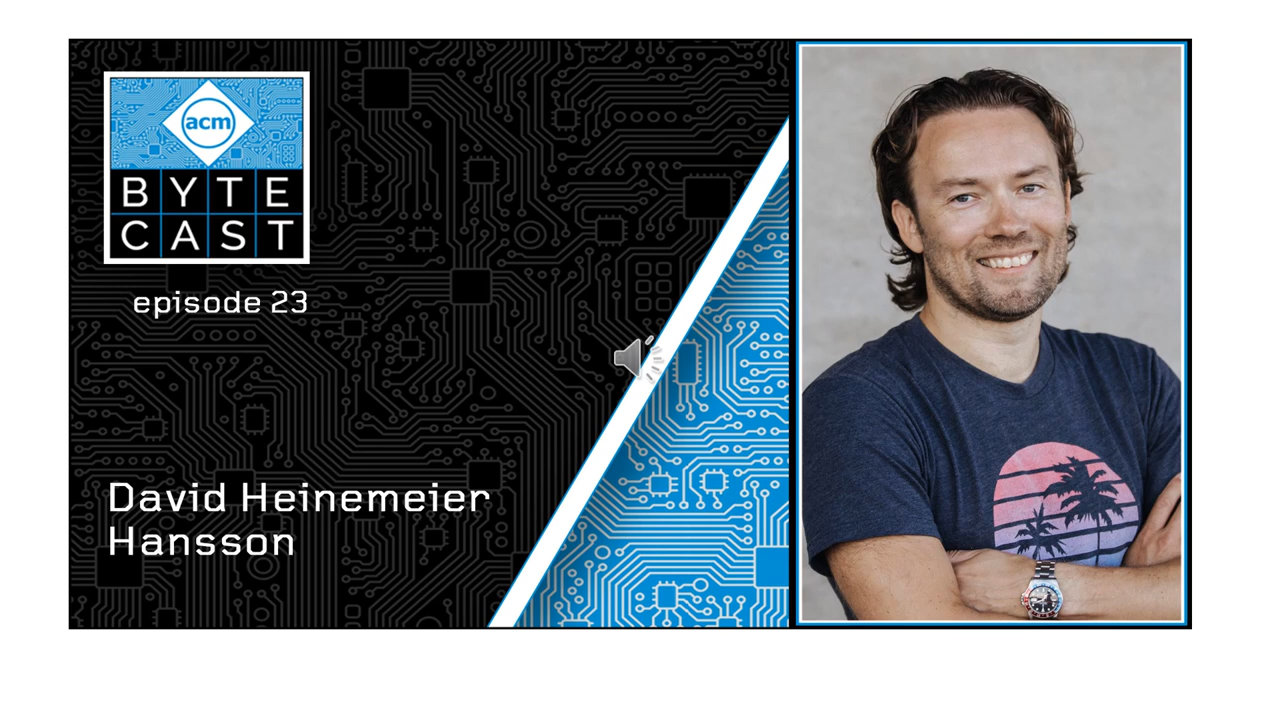 acm
BYTE
CAST
episode 23
David Heinemeier
Hansson